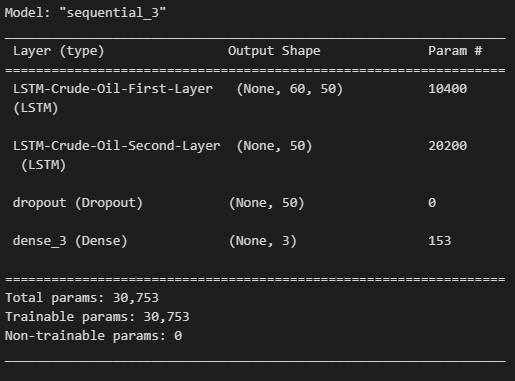 Model: "sequential_3"
_________________________________________________________________
Layer (type) Output Shape Param #
=================================================================
LSTM-Crude-Oil-First-Layer (None, 60, 50) 10400
(LSTM)
LSTM-Crude-Oil-Second-Layer (None, 50) 20200
(LSTM)
dropout (Dropout) (None, 50) 0
dense_3 (Dense) (None, 3) 153
=================================================================
Total params: 30,753
Trainable params: 30,753
Non-trainable params: 0
_________________________________________________________________